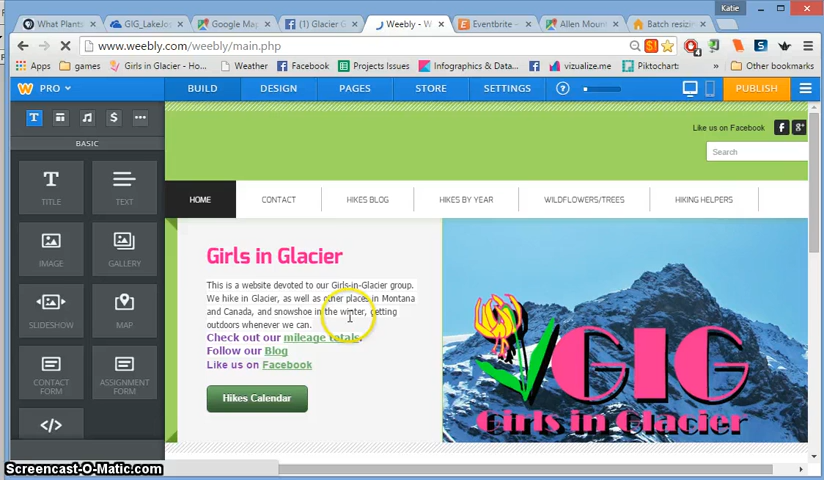 Katie
What Plants
GIG_LakeJos
Google Map
(1) Glacier G
Weebly - W
Eventbrite -
Allen Mount
Batch resizin
www.weebly.com/weebly/main.php
Apps
games
Girls in Glacier - Ho...
Weather
Facebook
Projects Issues
Infographics & Data...
vizualize.me
Piktochart:
Other bookmarks
PRO
BUILD
DESIGN
PAGES
STORE
SETTINGS
PUBLISH
BASIC
TITLE
TEXT
IMAGE
GALLERY
SLIDESHOW
MAP
CONTACT
FORM
ASSIGNMENT
FORM
Like us on Facebook
Search
HOME
CONTACT
HIKES BLOG
HIKES BY YEAR
WILDFLOWERS/TREES
HIKING HELPERS
Girls in Glacier
This is a website devoted to our Girls-in-Glacier group.
We hike in Glacier, as well as other places in Montana
and Canada, and snowshoe in the winter, getting
outdoors whenever we can.
Check out our mileage totals.
Follow our Blog
Like us on Facebook
Hikes Calendar
GIG
Girls in Glacier
Screencast-O-Matic.com